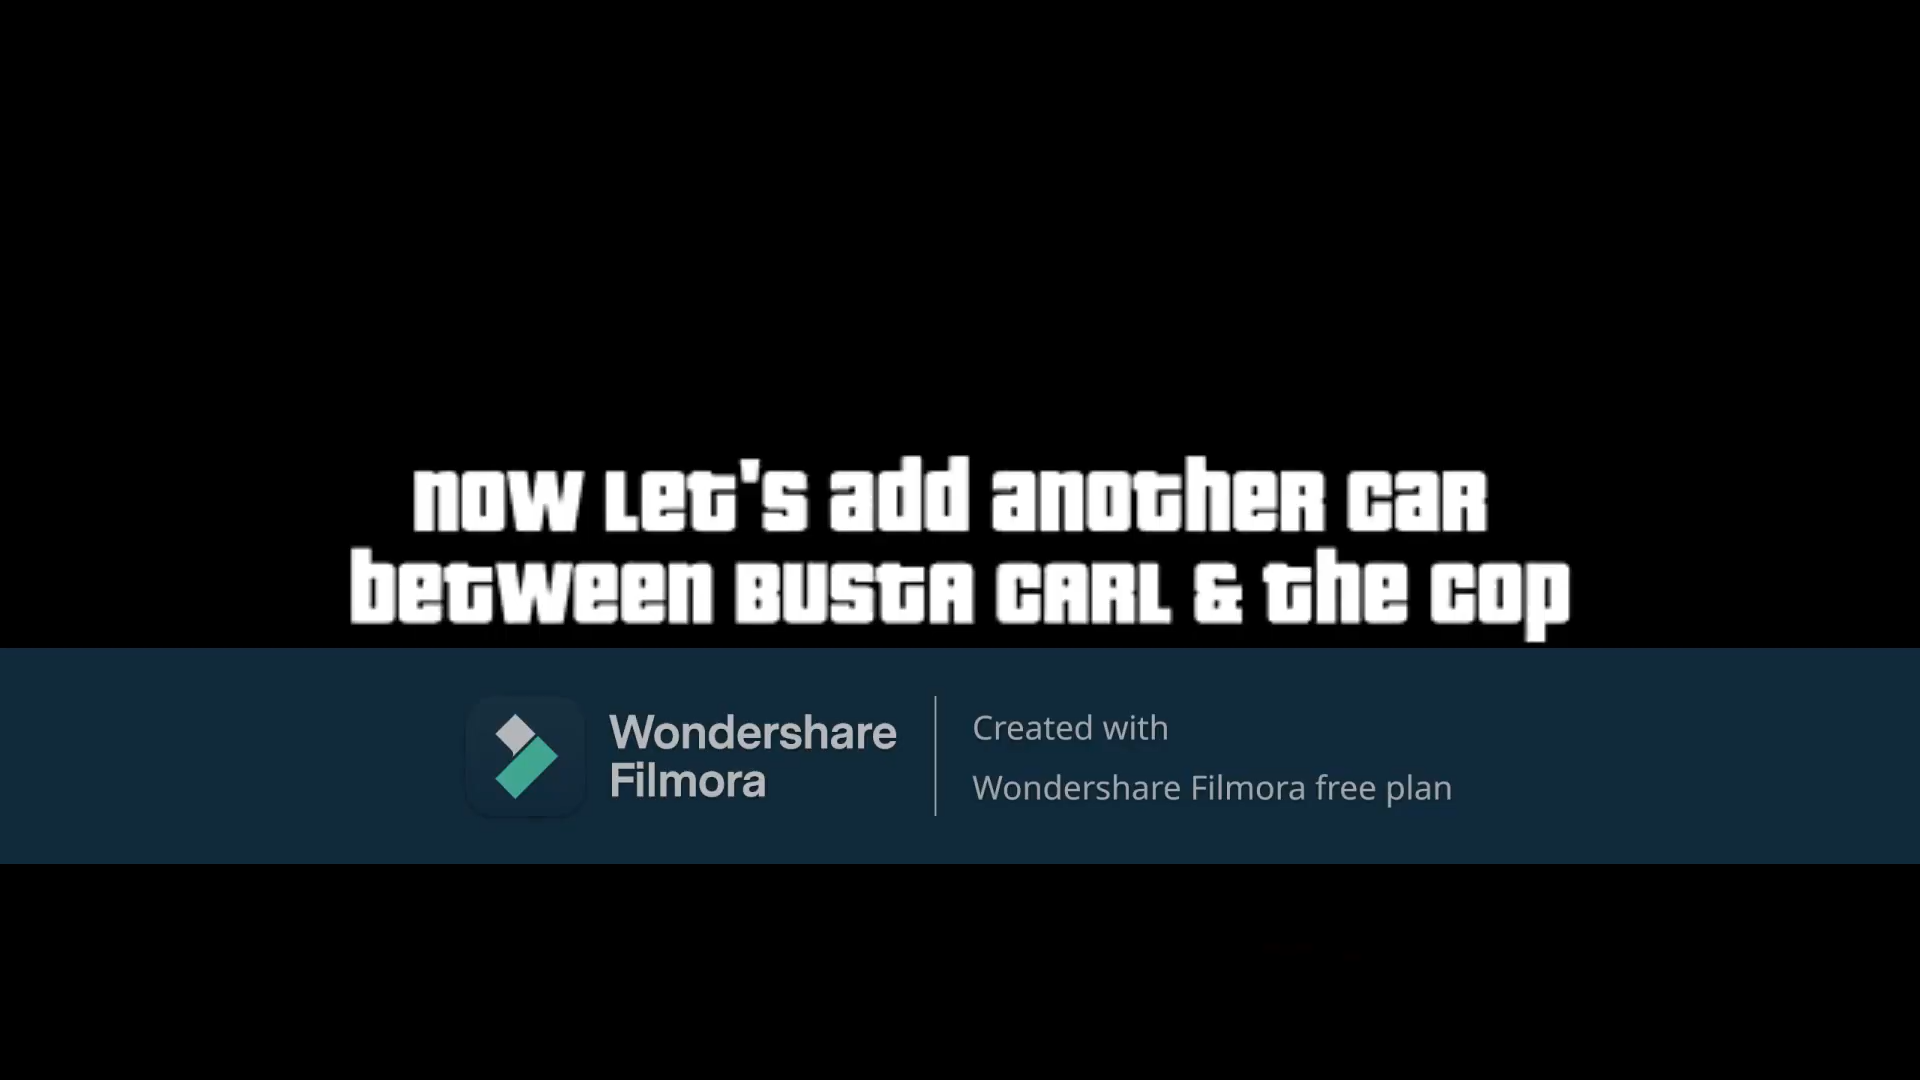 now Let's add another car
between Busta Carl & the cop
Wondershare
Filmora
Created with
Wondershare Filmora free plan